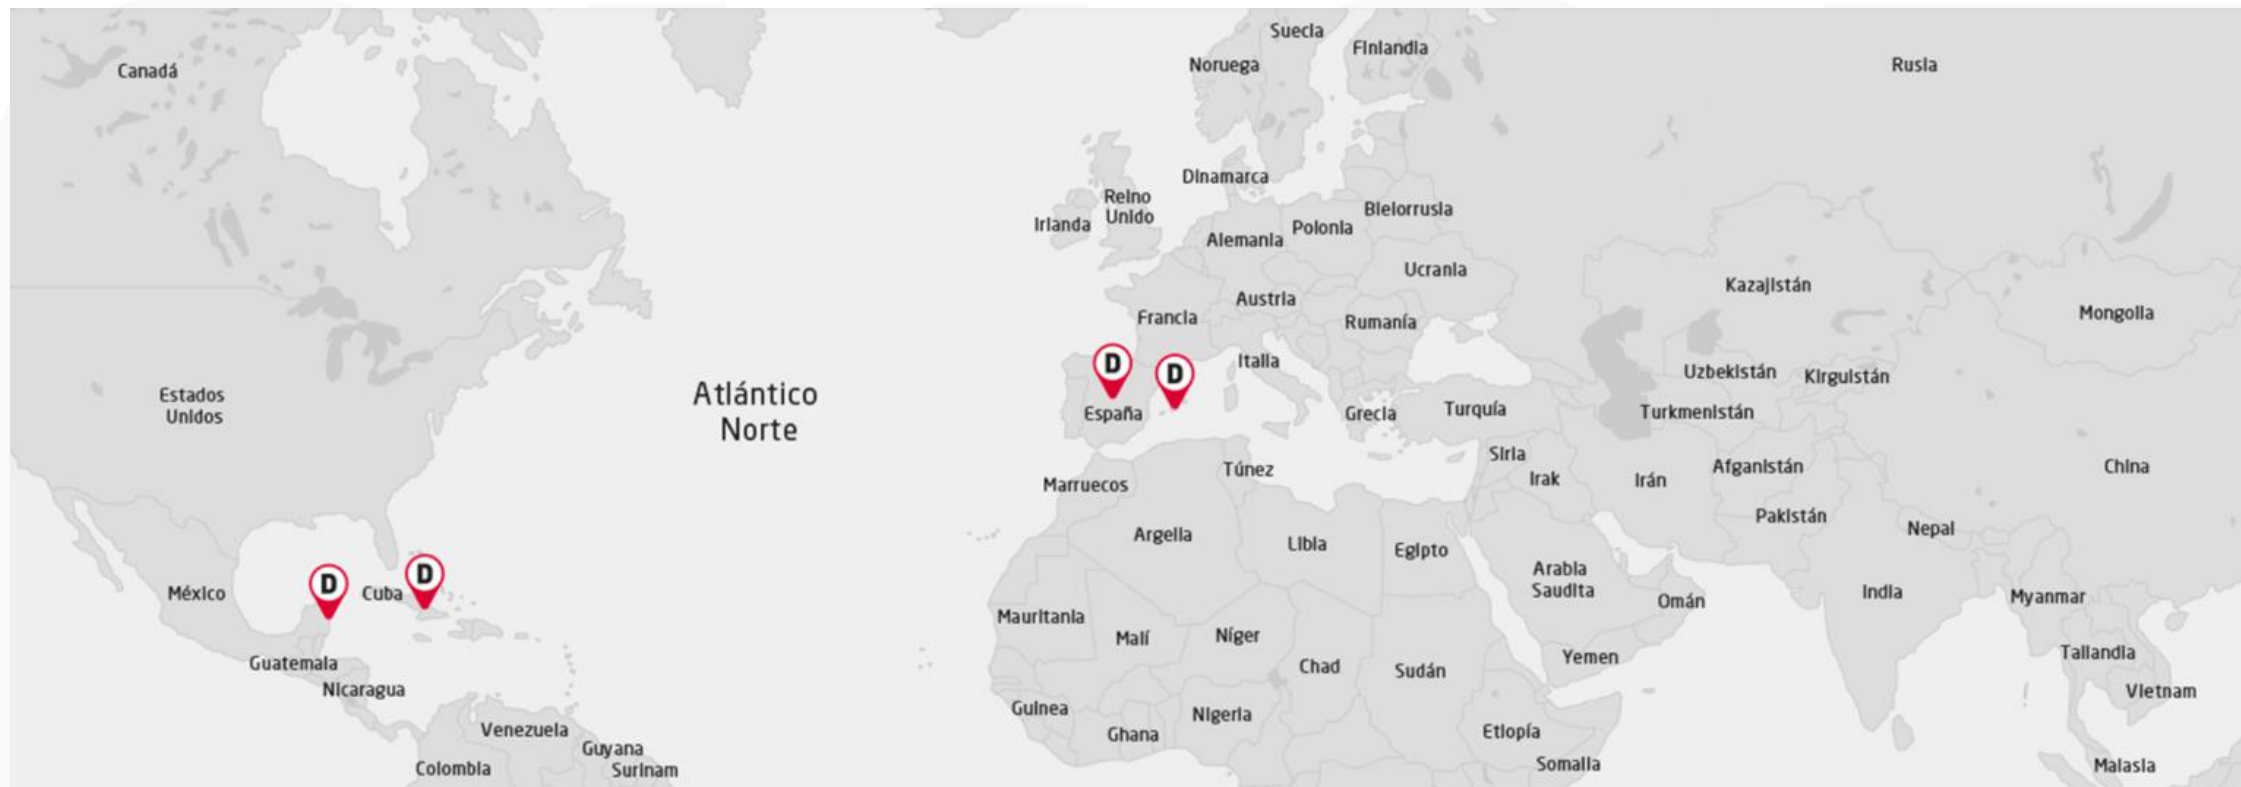 Canadá
Suecia
Finlandia
Noruega
Rusia
Dinamarca
Reino
Unido
Irlanda
Bielorrusia
Polonia
Alemania
Ucrania
Kazajistán
Austria
Mongolia
Francia
Rumanía
D
D
Italia
Uzbekistán
Kirguistán
Estados
Unidos
Atlántico
Norte
España
Grecia
Turquía
Turkmenistán
Siria
Túnez
Afganistán
China
Marruecos
Irak
Irán
Pakistán
Nepal
Argelia
Libia
Egipto
D
D
México
Cuba
Arabia
Saudita
Omán
India
Myanmar
Mauritania
Malí
Níger
Guatemala
Chad
Sudán
Yemen
Tailandia
Nicaragua
Vietnam
Guinea
Nigeria
Venezuela
Ghana
Etiopía
Guyana
Colombia
Surinam
Somalia
Malasia